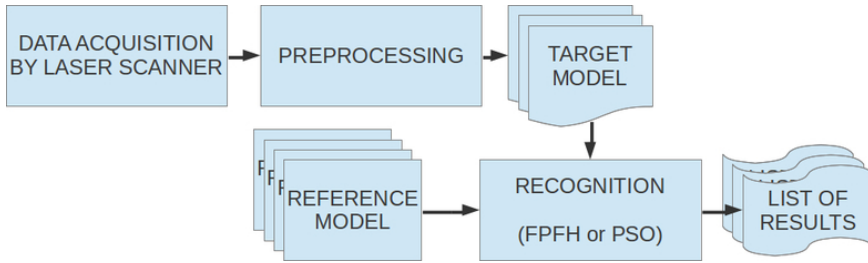 DATA ACQUISITION
BY LASER SCANNER
PREPROCESSING
TARGET
MODEL
REFERENCE
MODEL
RECOGNITION
(FPFH or PSO)
LIST OF
RESULTS